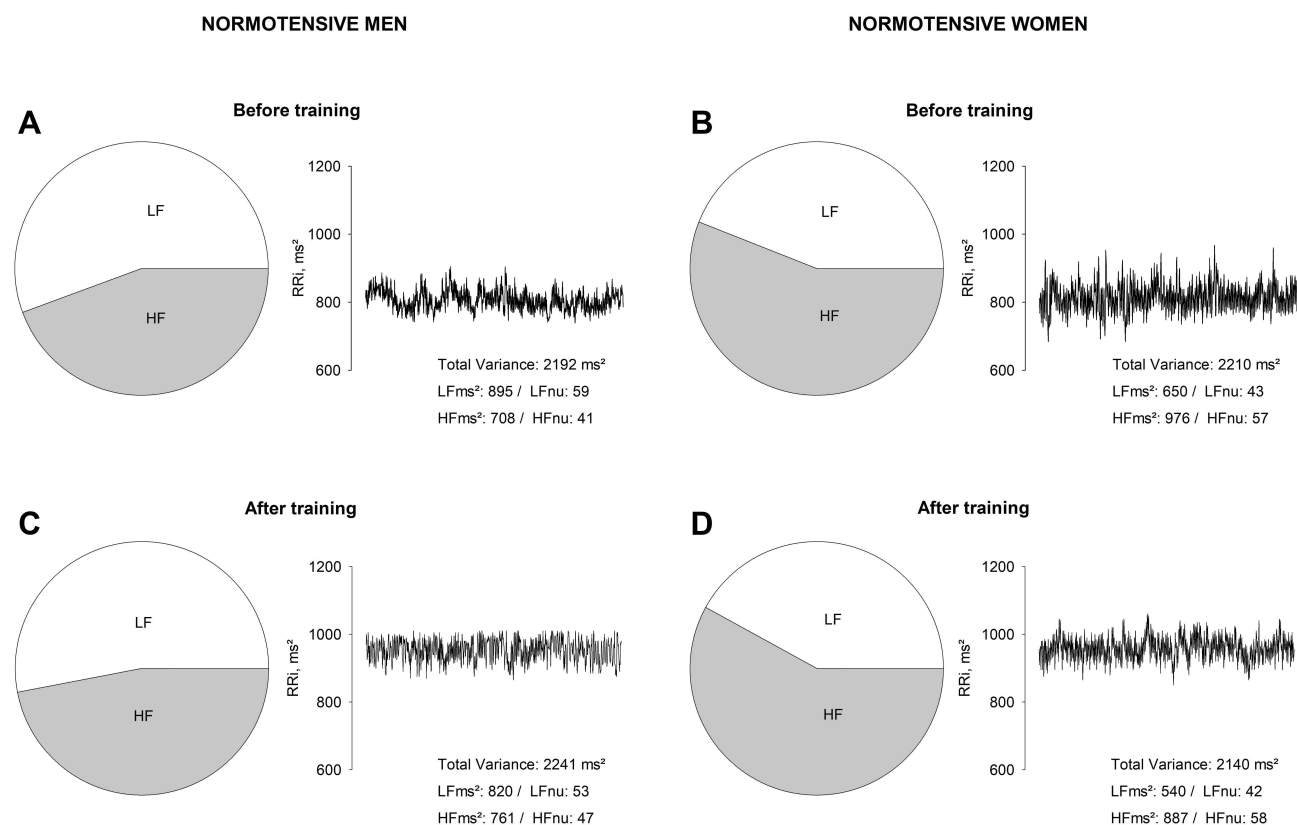 NORMOTENSIVE MEN
NORMOTENSIVE WOMEN
A
Before training
LF
HF
RRi, ms²
1200
1000
800
600
Total Variance: 2192 ms²
LFms²: 895 / LFnu: 59
HFms²: 708 / HFnu: 41
B
Before training
LF
HF
RRi, ms²
1200
1000
800
600
Total Variance: 2210 ms²
LFms²: 650 / LFnu: 43
HFms²: 976 / HFnu: 57
C
After training
LF
HF
RRi, ms²
1200
1000
800
600
Total Variance: 2241 ms²
LFms²: 820 / LFnu: 53
HFms²: 761 / HFnu: 47
D
After training
LF
HF
RRi, ms²
1200
1000
800
600
Total Variance: 2140 ms²
LFms²: 540 / LFnu: 42
HFms²: 887 / HFnu: 58